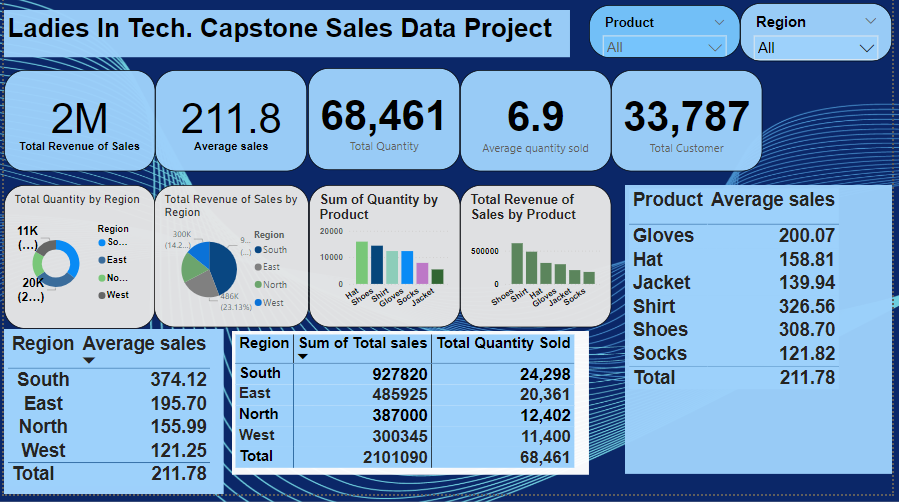 Ladies In Tech. Capstone Sales Data Project
Product
All
Region
All
2M
Total Revenue of Sales
211.8
Average sales
68,461
Total Quantity
6.9
Average quantity sold
33,787
Total Customer
Total Quantity by Region
11K
(...)
20K
(2...)
Region
So...
East
No...
West
Total Revenue of Sales by
Region
300K
(14.2...)
9...
(...)
486K
(23.13%)
Region
South
East
North
West
Sum of Quantity by
Product
20000
10000
0
Hat
Shoes
Shirt
Gloves
Socks
Jacket
Total Revenue of
Sales by Product
500000
0
Shoes
Shirt
Hat
Gloves
Jacket
Socks
Product Average sales
Gloves 200.07
Hat 158.81
Jacket 139.94
Shirt 326.56
Shoes 308.70
Socks 121.82
Total 211.78
Region Average sales
South 374.12
East 195.70
North 155.99
West 121.25
Total 211.78
Region Sum of Total sales Total Quantity Sold
South 927820 24,298
East 485925 20,361
North 387000 12,402
West 300345 11,400
Total 2101090 68,461